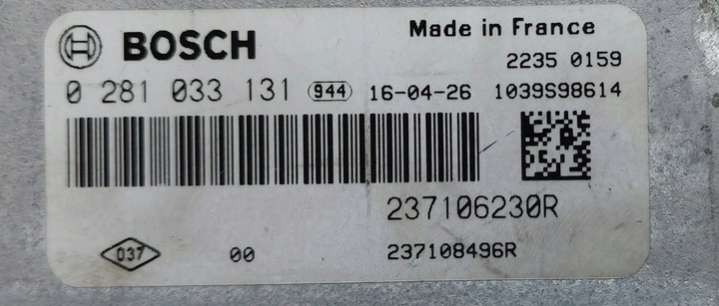 BOSCH Made in France
2235 0159
0 281 033 131 944 16-04-26 1039S98614
237106230R
037 00 237108496R